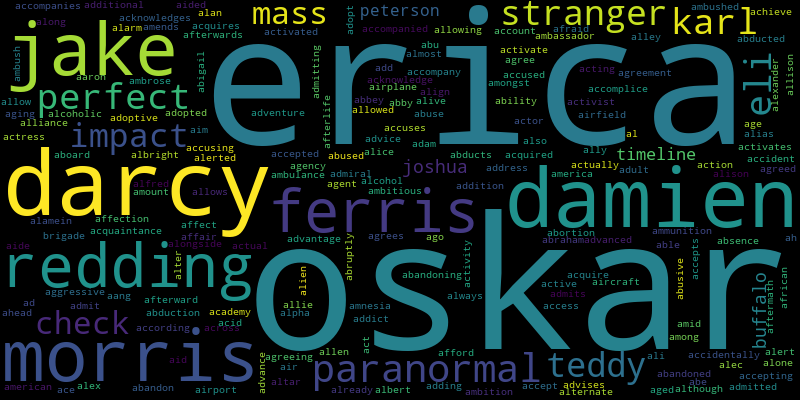 accompanies additional aided alan acquires peterson adopt allowing account afraid ambushed achieve
along acknowledges mass stranger karl
alarm amends afterwards activated accompanied abu activate ambassador alley abducted
jake erica
ambush aaron ambrose abigail admitting almost agree acting agreement eli alexander allison
add accompany amongst accused accomplice
acknowledge airplane align ability activist
allow perfect abbey abby alive
aging alcoholic adoptive adopted adventure afterlife allowed abuse actor airfield age
alliance aim accuses adam also al alias
actress impact accusing advice ally activates
albright alerted accepted abused alice abducts acquired actually action accident
aboard agency admiral joshua timeline
darcy alfred amount allows ambulance agent alcohol ambitious addition address america adult alison agreed
alamein affection affect ferris damien
acquaintance affair abortion ammunition
brigade aide alongside actual advantage agrees ago abraham advanced able absence ah
redding alter abruptly abandoning activity oskar acquire aircraft abusive accepts african
aggressive aang alien active admits
ad admit afterward allie amnesia always access buffalo aftermath
ahead abduction academy alpha addict amid
check according across acid act among
morris aid agreeing allen afford teddy ali accidentally alert
air paranormal alec abandoned alone
american alex abandon airport advance altar already albert adding ambition accept advises alternate aged although abe accepting admitted
ace